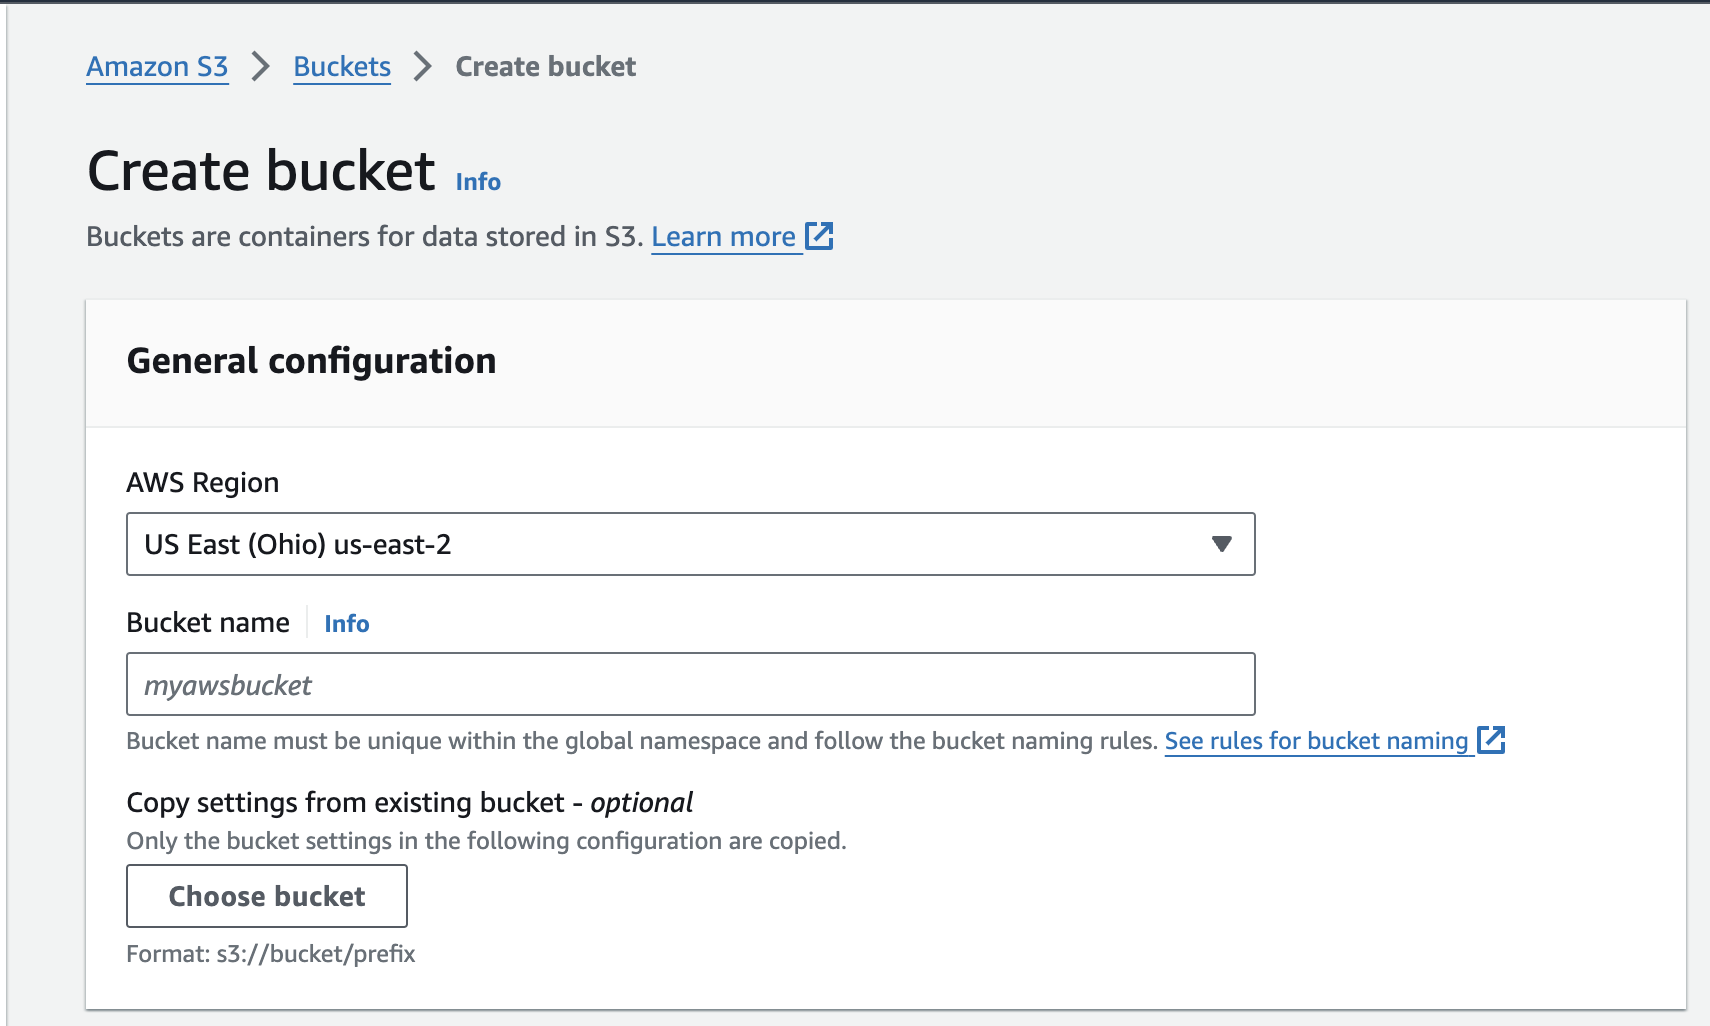 Amazon S3 > Buckets > Create bucket
Create bucket Info
Buckets are containers for data stored in S3. Learn more
General configuration
AWS Region
US East (Ohio) us-east-2
Bucket name Info
myawsbucket
Bucket name must be unique within the global namespace and follow the bucket naming rules. See rules for bucket naming
Copy settings from existing bucket - optional
Only the bucket settings in the following configuration are copied.
Choose bucket
Format: s3://bucket/prefix